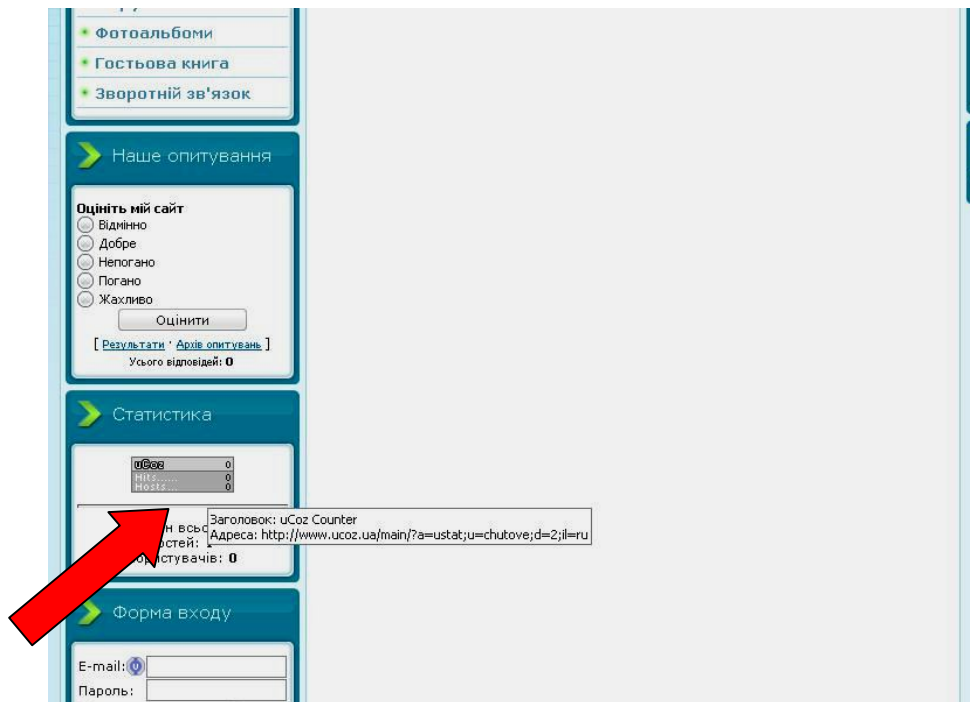 Фотоальбоми
Гостьова книга
Зворотній зв'язок
Наше опитування
Оцініть мій сайт
Відмінно
Добре
Непогано
Погано
Жахливо
Оцінити
[ Результати · Архів опитувань ]
Усього відповідей: 0
Статистика
uCoz 0
Hits...... 0
Hosts... 0
Заголовок: uCoz Counter
Адреса: http://www.ucoz.ua/main/?a=ustat;u=chutove;d=2;il=ru
0
Форма входу
E-mail:
Пароль: